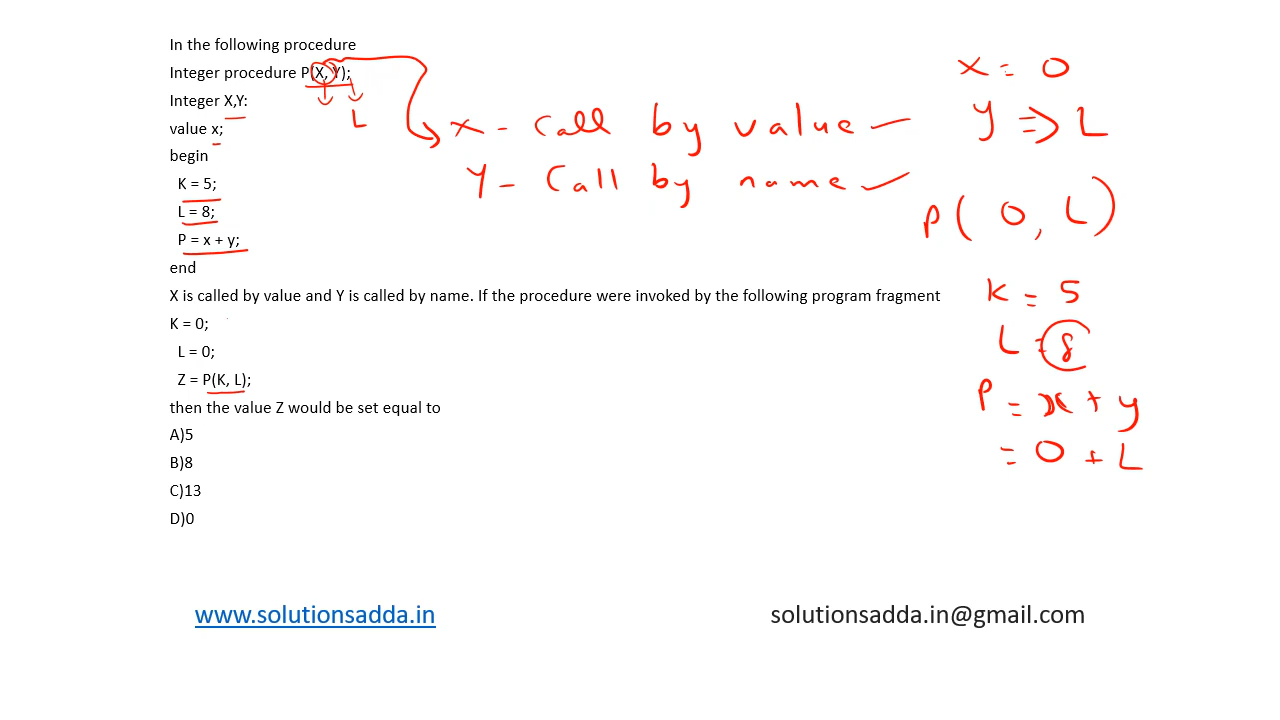 In the following procedure
Integer procedure P(X, Y);
Integer X,Y:
value x;
begin
K = 5;
L = 8;
P = x + y;
end
X is called by value and Y is called by name. If the procedure were invoked by the following program fragment
K = 0;
L = 0;
Z = P(K, L);
then the value Z would be set equal to
A)5
B)8
C)13
D)0
L
X - Call by value
Y - Call by name
x = 0
y => L
P( 0, L)
K = 5
L = 8
P = x + y
= 0 + L
www.solutionsadda.in
solutionsadda.in@gmail.com